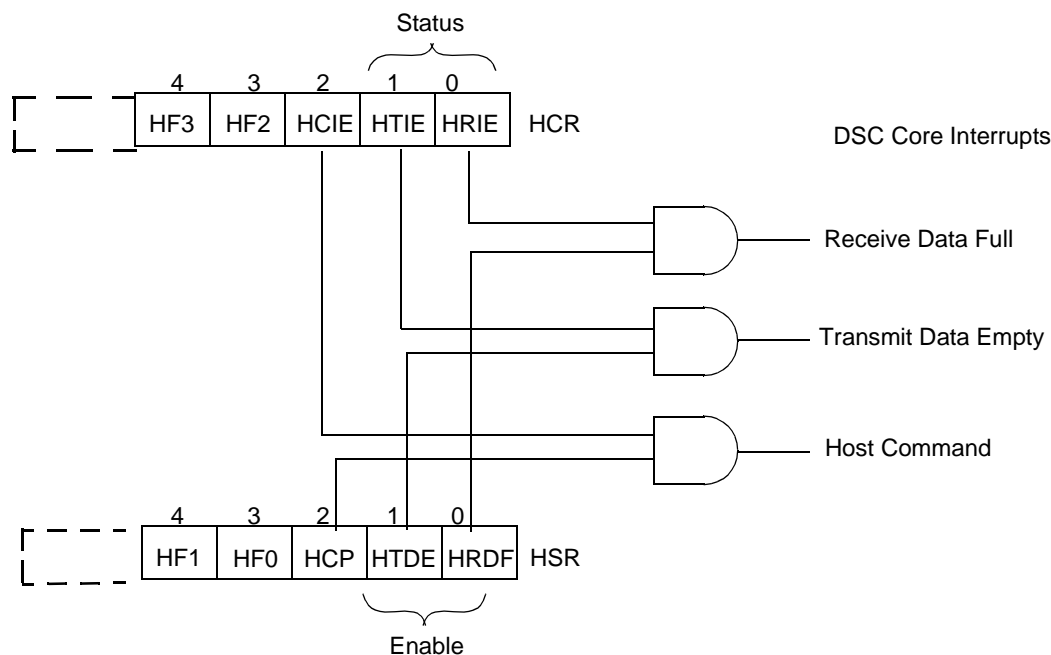 Status
4 3 2 1 0
HF3 HF2 HCIE HTIE HRIE HCR
DSC Core Interrupts
Receive Data Full
Transmit Data Empty
Host Command
4 3 2 1 0
HF1 HF0 HCP HTDE HRDF HSR
Enable